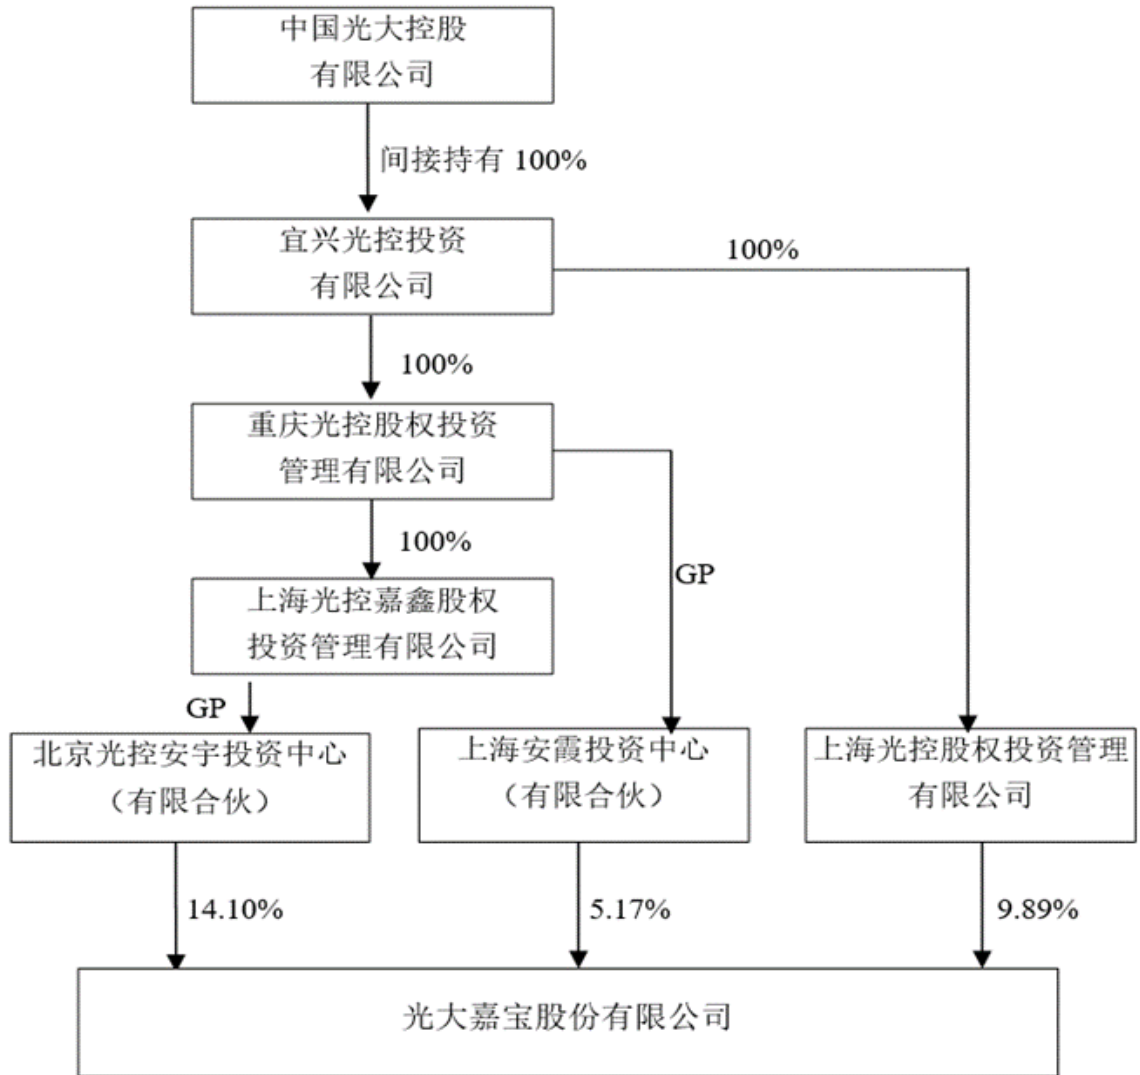 中国光大控股
有限公司
间接持有 100%
宜兴光控投资
有限公司
100%
100%
重庆光控股权投资
管理有限公司
100%
GP
上海光控嘉鑫股权
投资管理有限公司
GP
北京光控安宇投资中心
（有限合伙）
上海安霞投资中心
（有限合伙）
上海光控股权投资管理
有限公司
14.10%
5.17%
9.89%
光大嘉宝股份有限公司